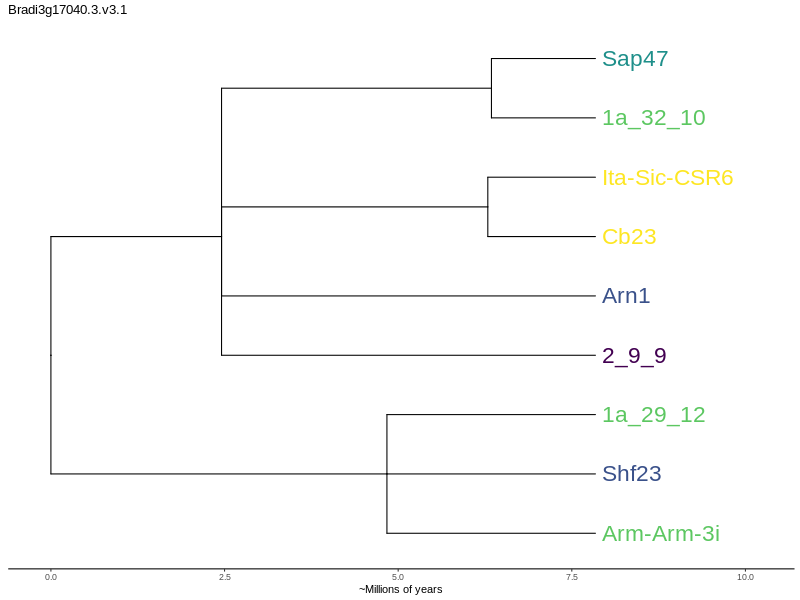 Bradi3g17040.3.v3.1
Sap47
1a_32_10
Ita-Sic-CSR6
Cb23
Arn1
2_9_9
1a_29_12
Shf23
Arm-Arm-3i
0.0 2.5 5.0 7.5 10.0
~Millions of years